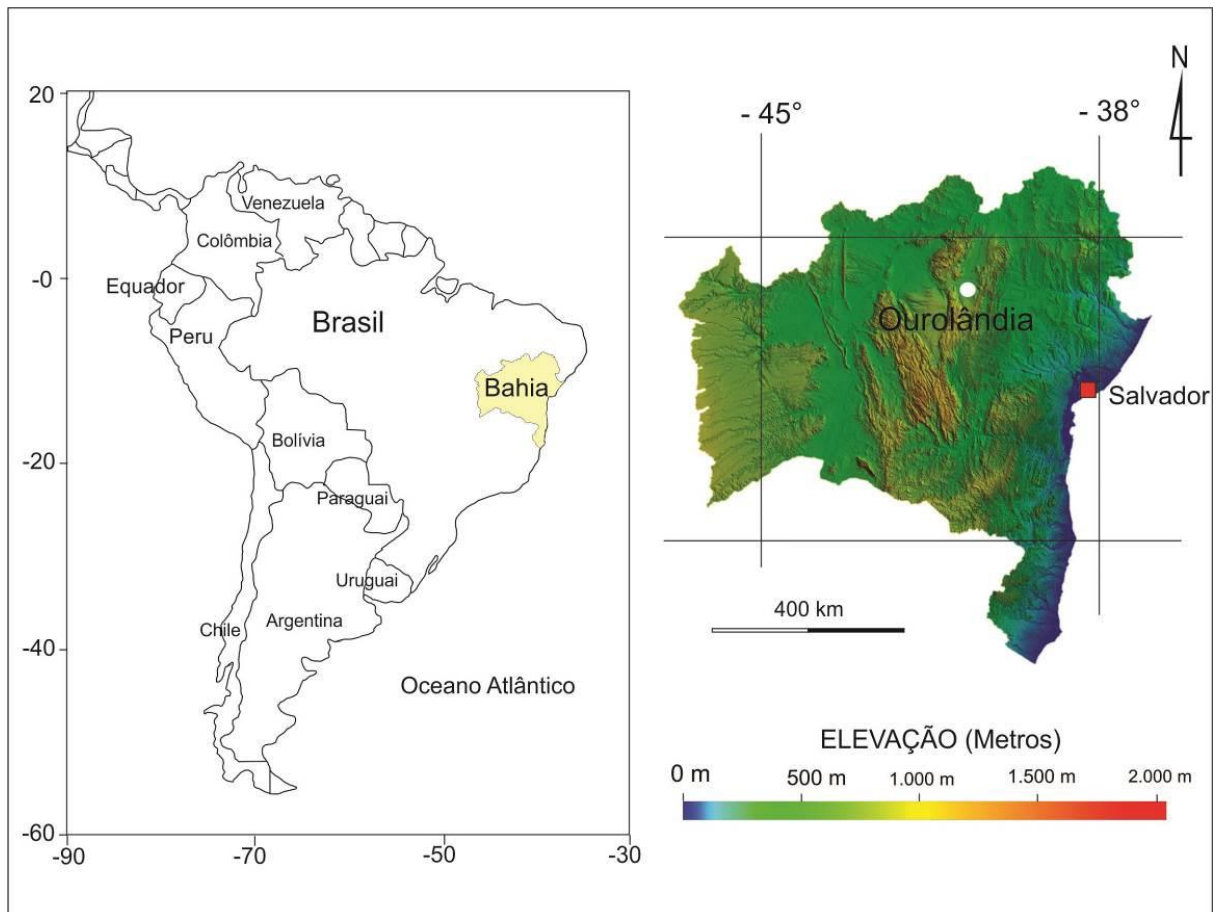 20
-0
-20
-40
-60
-90
-70
-50
-30
Venezuela
Colômbia
Equador
Peru
Brasil
Bahia
Bolívia
Paraguai
Uruguai
Chile
Argentina
Oceano Atlântico
N
- 45°
- 38°
Ourolândia
Salvador
400 km
ELEVAÇÃO (Metros)
0 m 500 m 1.000 m 1.500 m 2.000 m